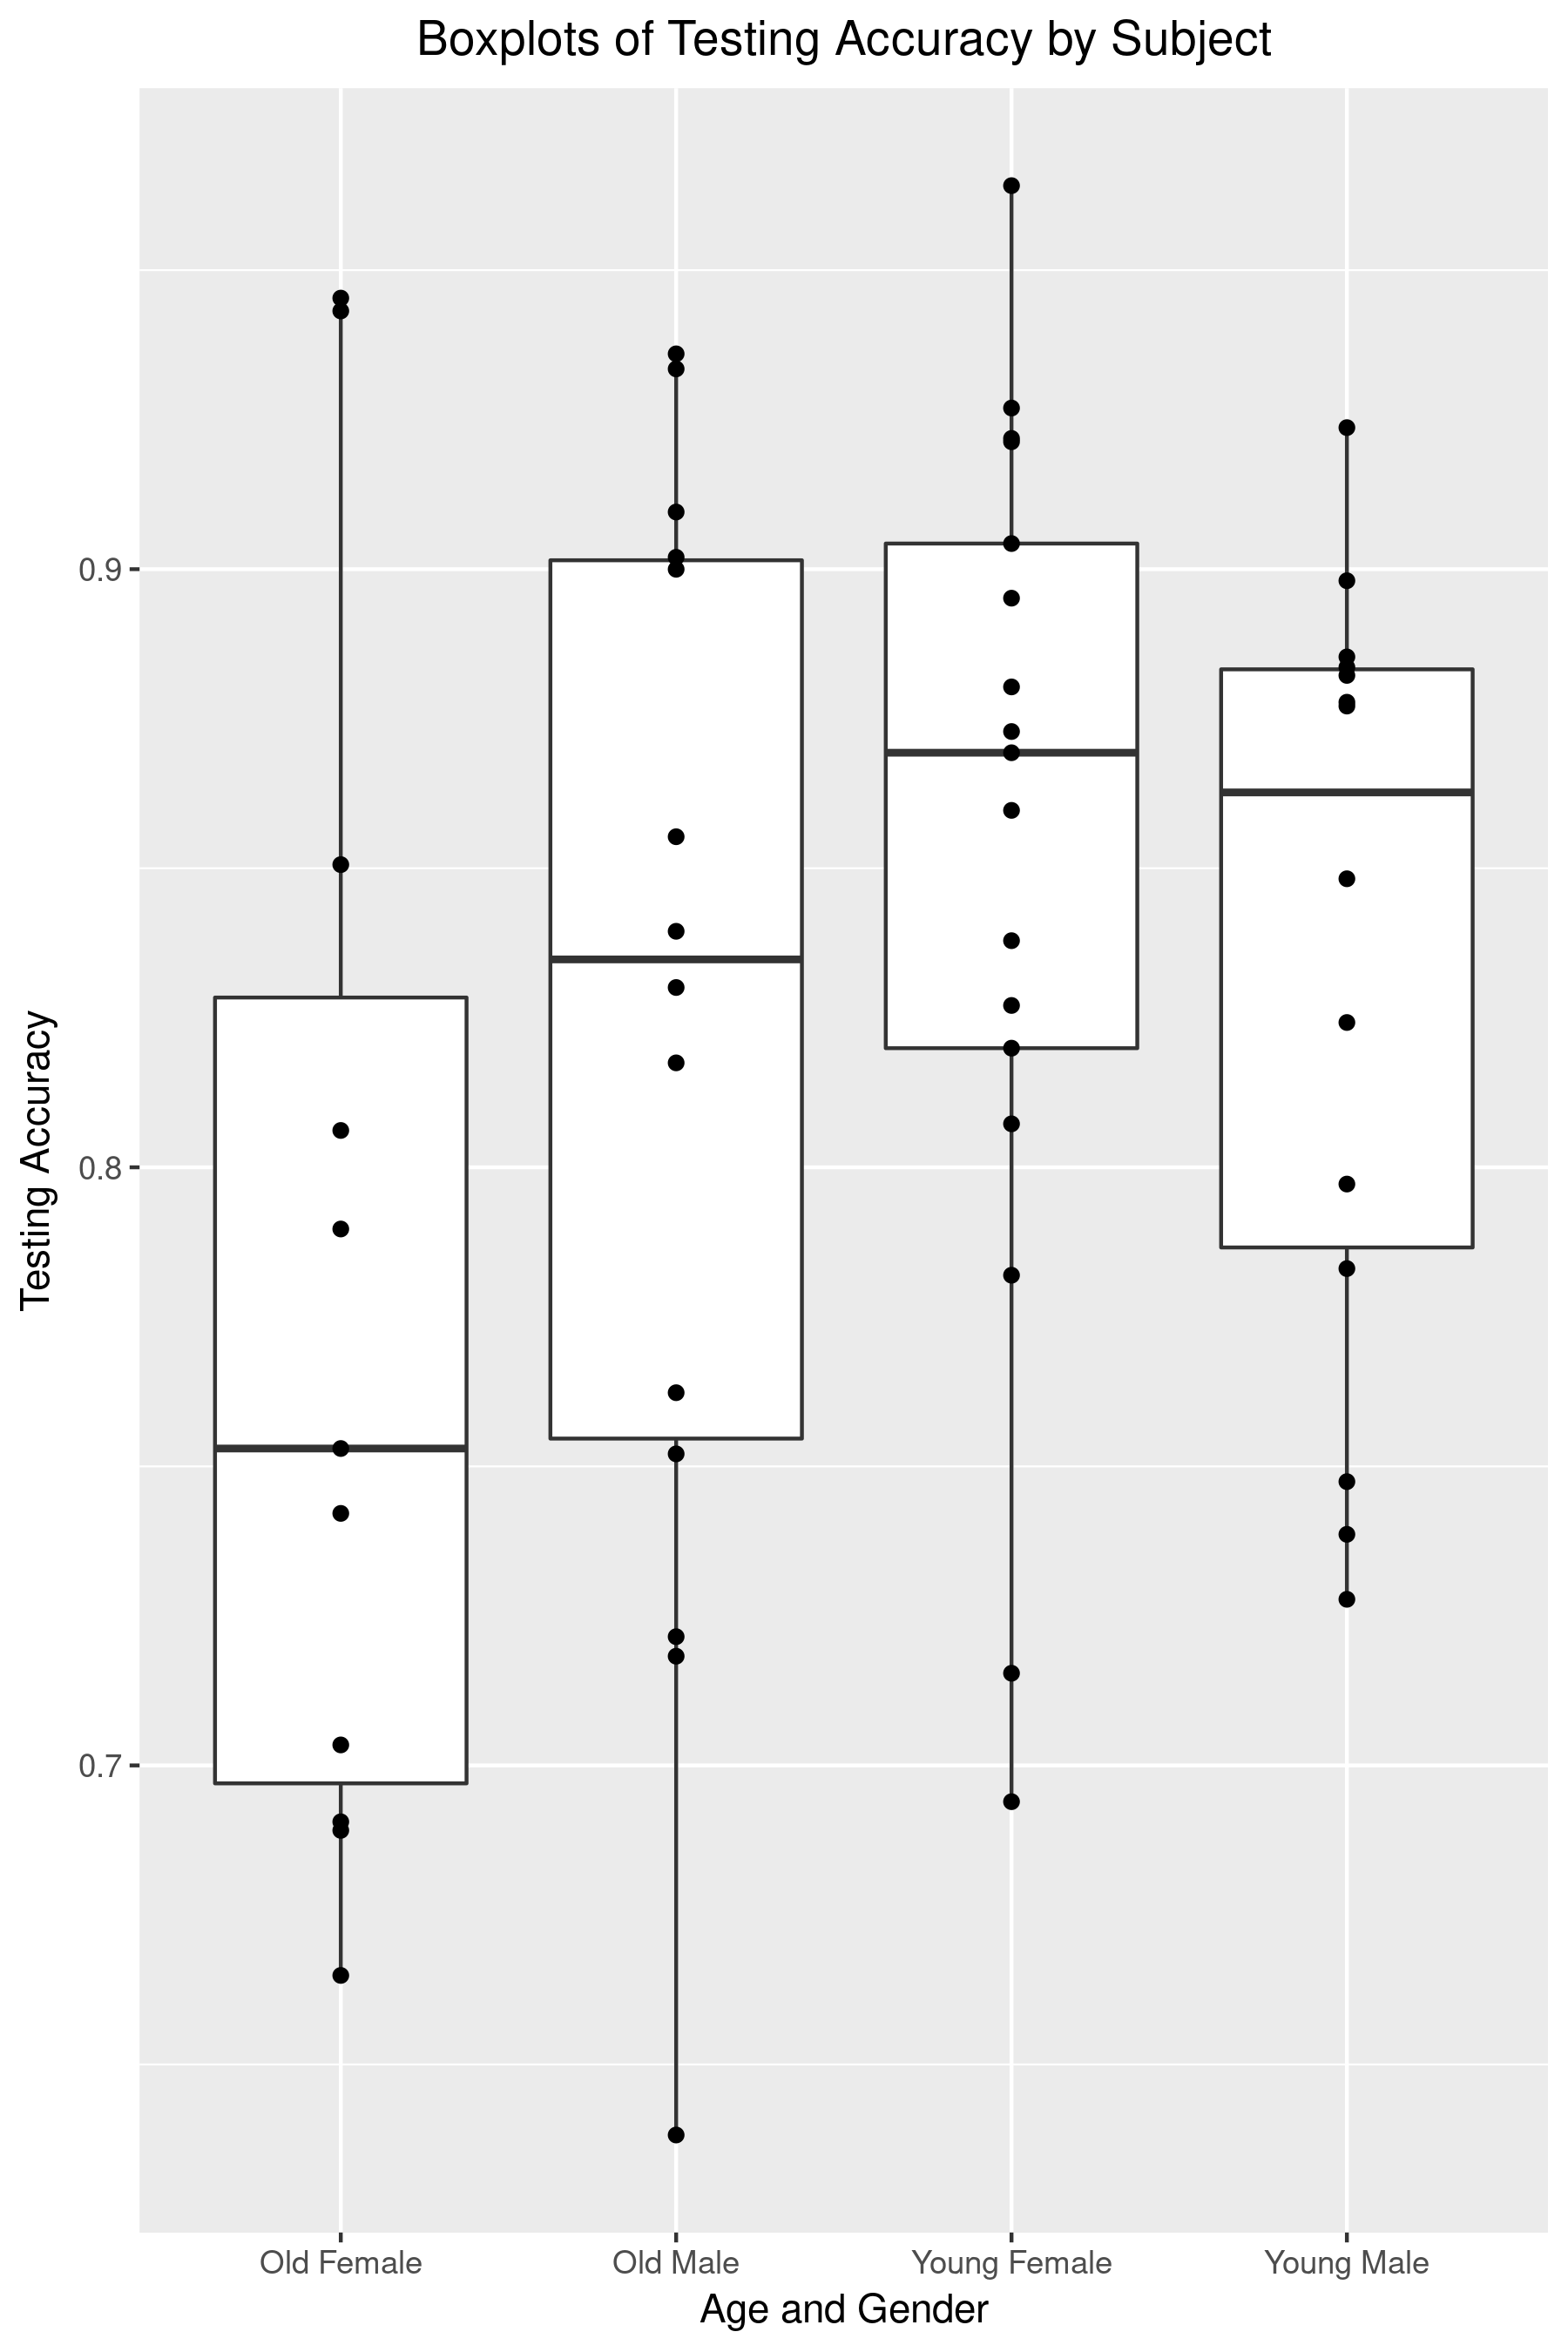 Boxplots of Testing Accuracy by Subject
Testing Accuracy
0.9
0.8
0.7
Old Female
Old Male
Young Female
Young Male
Age and Gender